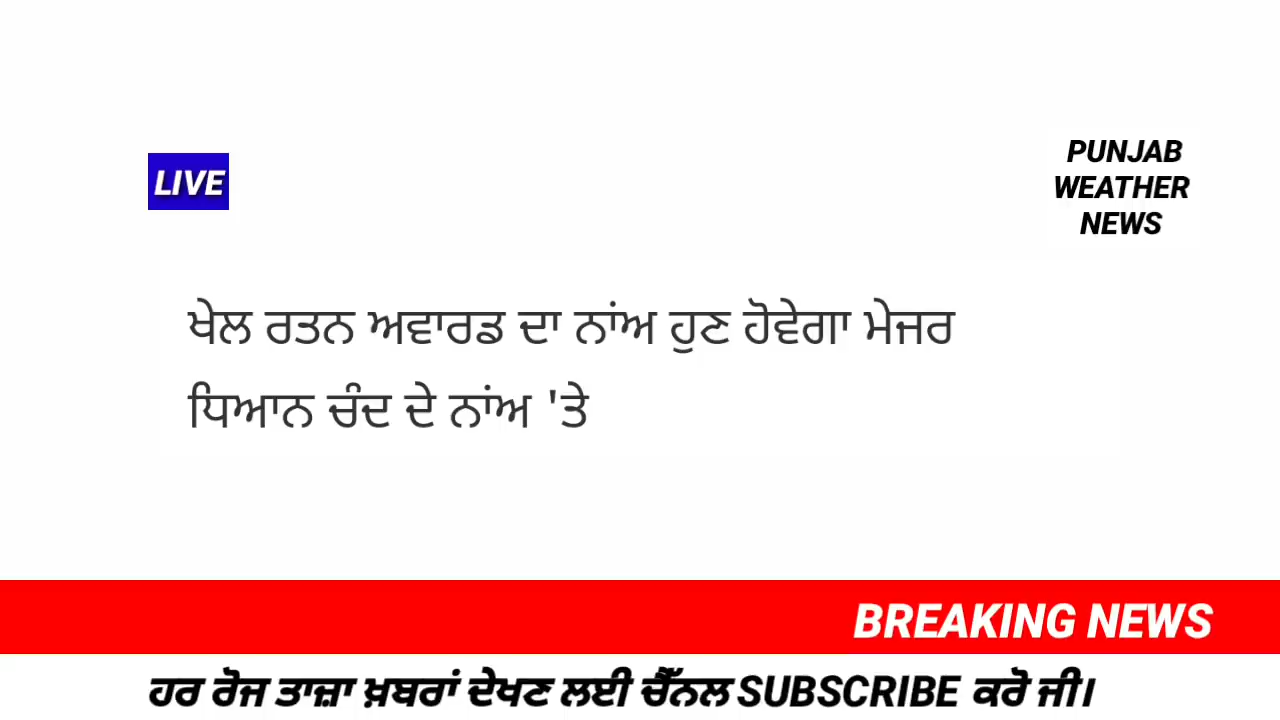 LIVE
PUNJAB
WEATHER
NEWS
ਖੇਲ ਰਤਨ ਅਵਾਰਡ ਦਾ ਨਾਂਅ ਹੁਣ ਹੋਵੇਗਾ ਮੇਜਰ
ਧਿਆਨ ਚੰਦ ਦੇ ਨਾਂਅ 'ਤੇ
BREAKING NEWS
ਹਰ ਰੋਜ ਤਾਜ਼ਾ ਖ਼ਬਰਾਂ ਦੇਖਣ ਲਈ ਚੈੱਨਲ SUBSCRIBE ਕਰੋ ਜੀ।